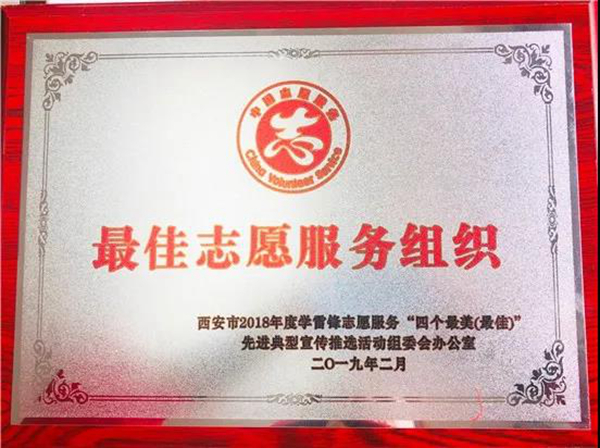 中国志愿服务
China Volunteer Service
最佳志愿服务组织
西安市2018年度学雷锋志愿服务“四个最美(最佳)”
先进典型宣传推选活动组委会办公室
二〇一九年二月